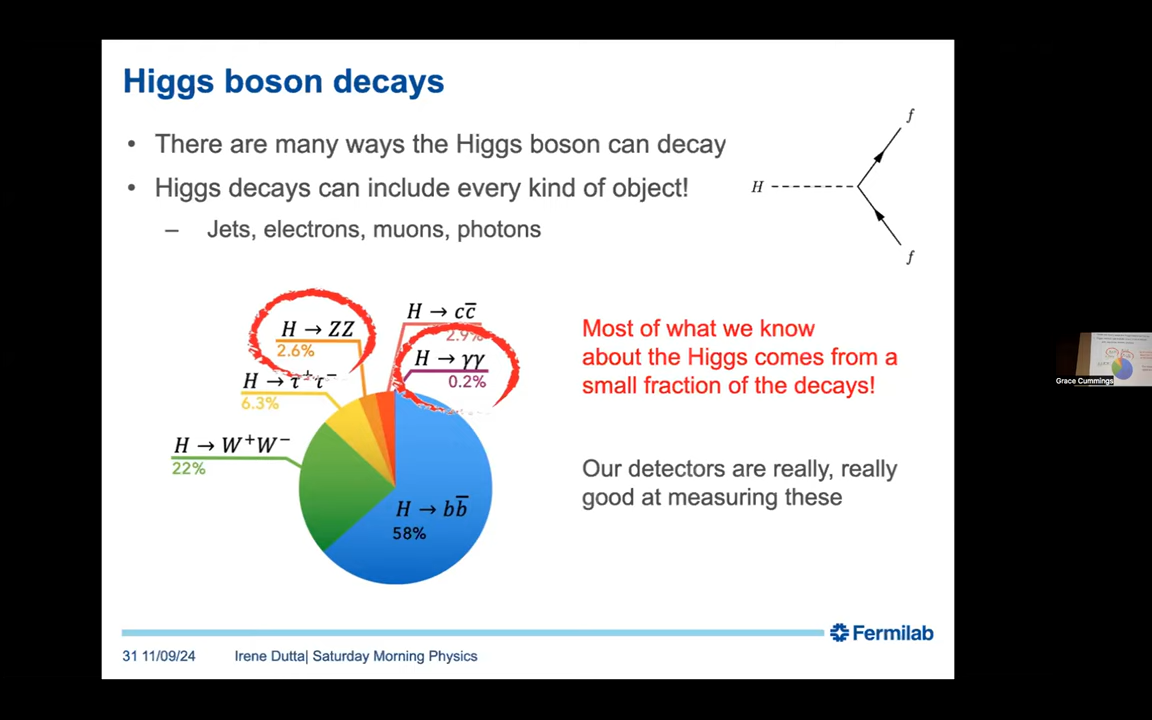 Higgs boson decays
• There are many ways the Higgs boson can decay
• Higgs decays can include every kind of object!
– Jets, electrons, muons, photons
H
f
f
H → ZZ
2.6%
H → cc̅
2.9%
H → γγ
0.2%
H → τ⁺τ⁻
6.3%
H → W⁺W⁻
22%
H → bb̅
58%
Most of what we know
about the Higgs comes from a
small fraction of the decays!
Our detectors are really, really
good at measuring these
Fermilab
31 11/09/24 Irene Dutta| Saturday Morning Physics
Grace Cummings